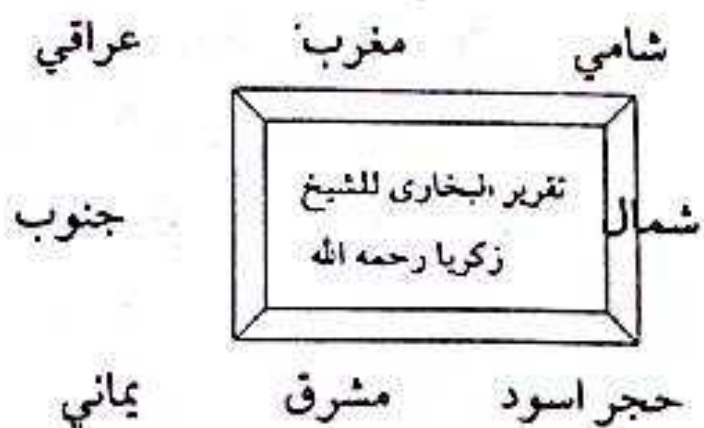 شامي مغرب عراقي
تقرير البخارى للشيخ
شمال جنوب
زكريا رحمه الله
حجر اسود مشرق يماني